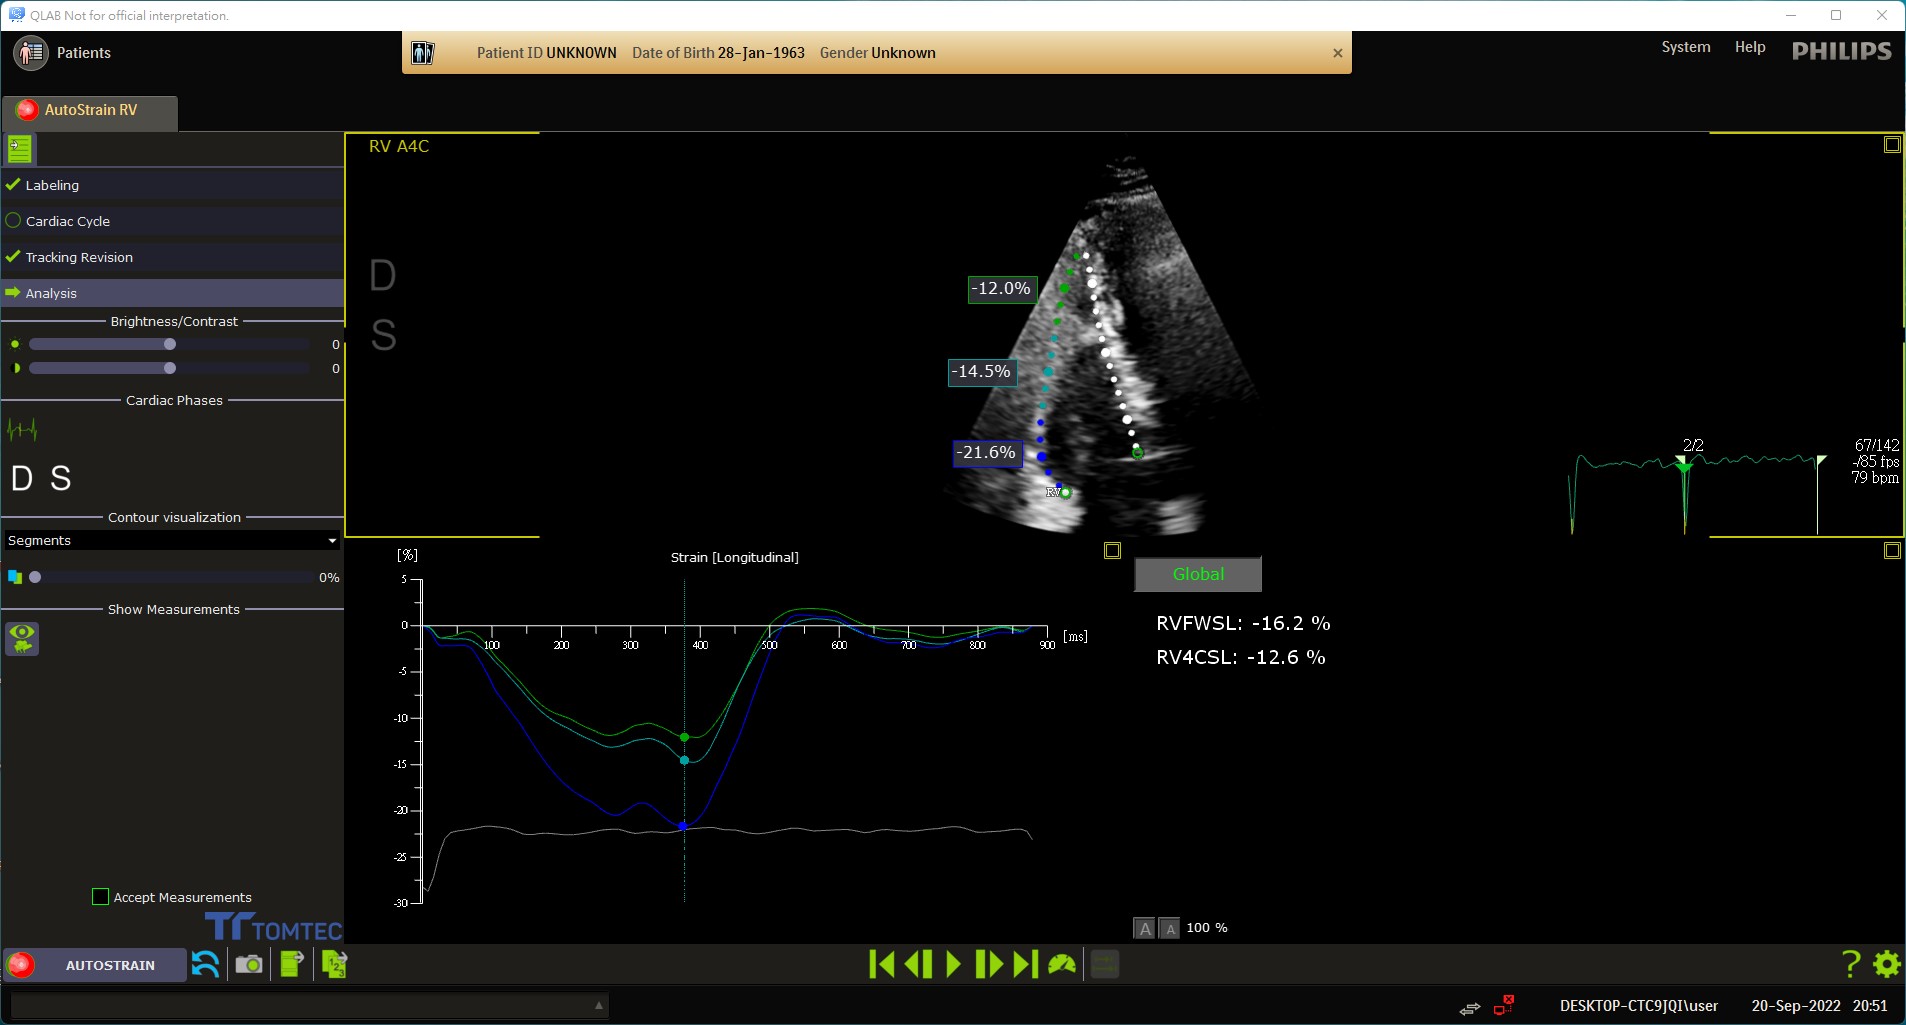 QLAB Not for official interpretation.
Patients
Patient ID UNKNOWN Date of Birth 28-Jan-1963 Gender Unknown
System Help PHILIPS
AutoStrain RV
Labeling
Cardiac Cycle
Tracking Revision
Analysis
Brightness/Contrast
0
0
Cardiac Phases
D S
Contour visualization
Segments
0%
Show Measurements
Accept Measurements
TOMTEC
RV A4C
D
S
-12.0%
-14.5%
-21.6%
RV
2/2
67/142
-/85 fps
79 bpm
[%]
Strain [Longitudinal]
5
0
-5
-10
-15
-20
-25
-30
100 200 300 400 500 600 700 800 900 [ms]
Global
RVFWSL: -16.2 %
RV4CSL: -12.6 %
A A 100 %
AUTOSTRAIN
123
?
DESKTOP-CTC9JQI\user 20-Sep-2022 20:51